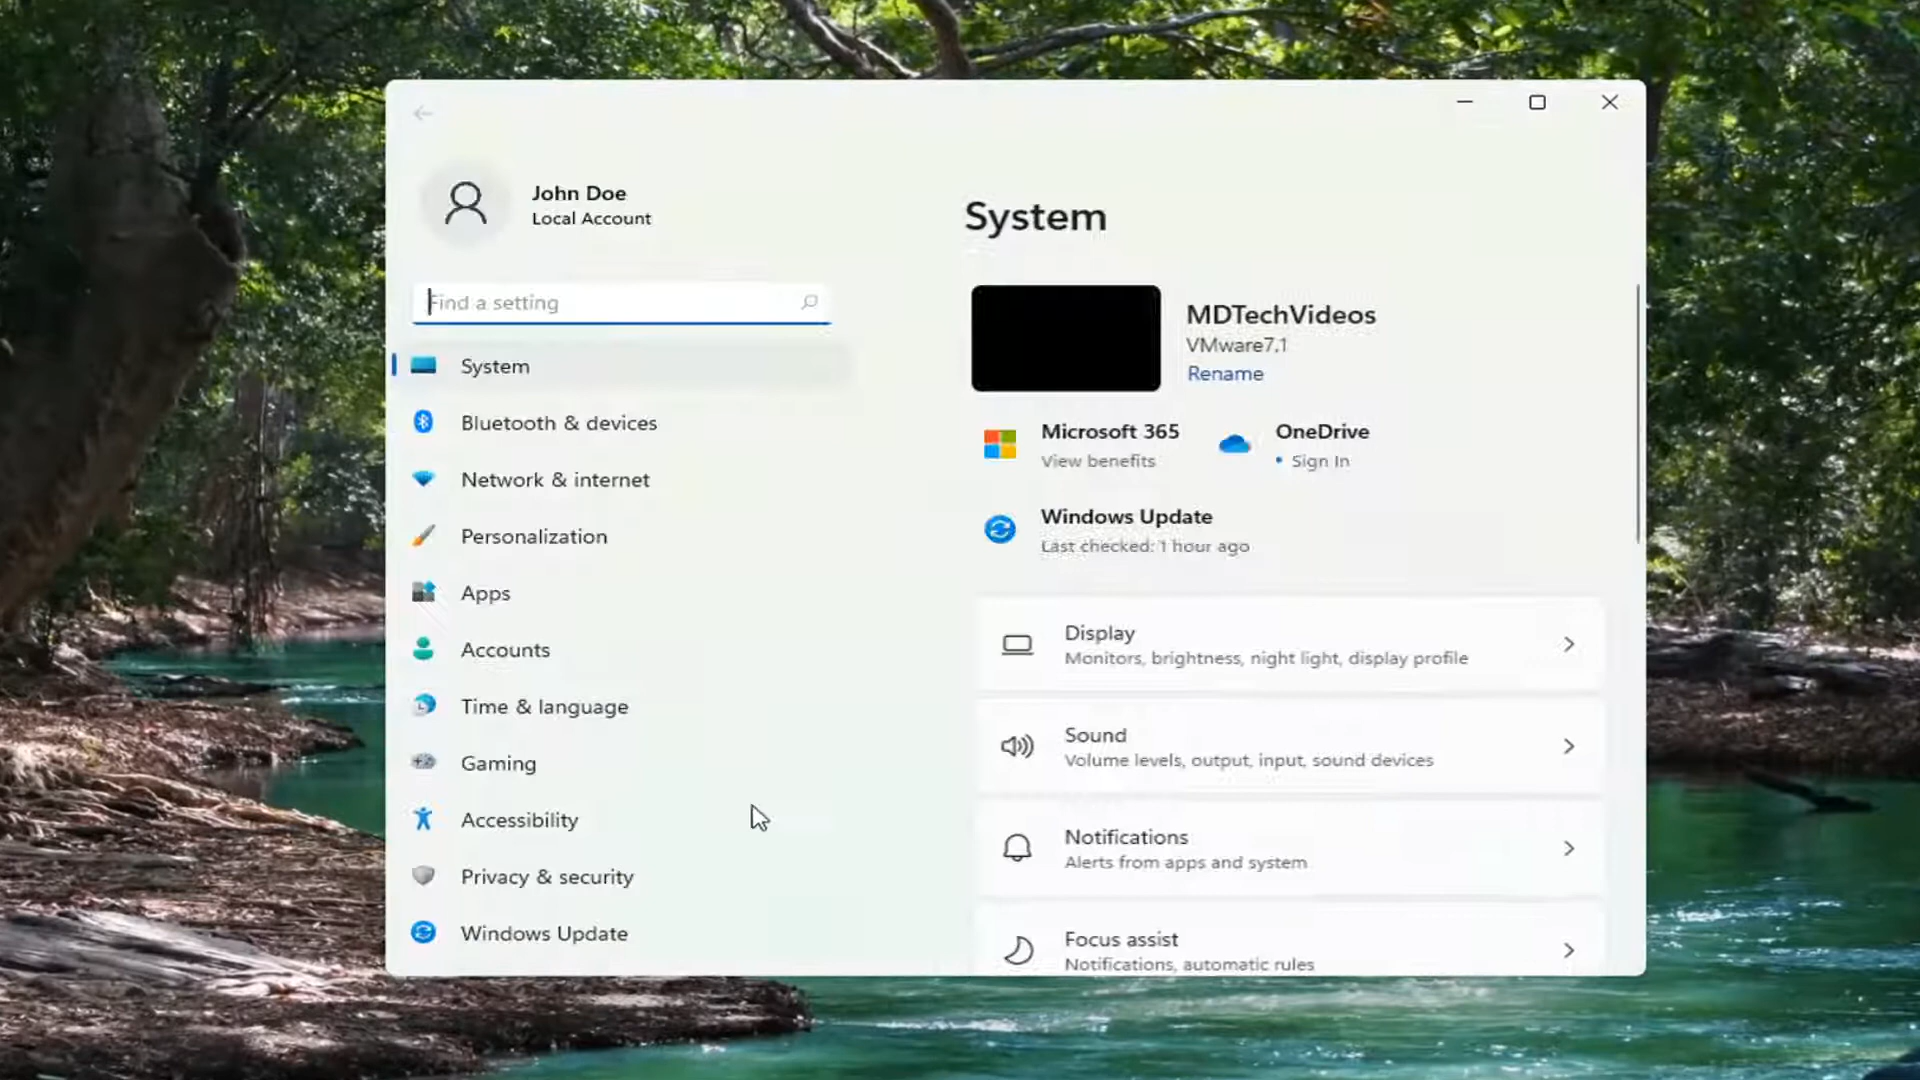 John Doe
Local Account
Find a setting
System
Bluetooth & devices
Network & internet
Personalization
Apps
Accounts
Time & language
Gaming
Accessibility
Privacy & security
Windows Update
System
MDTechVideos
VMware7,1
Rename
Microsoft 365
View benefits
OneDrive
• Sign In
Windows Update
Last checked: 1 hour ago
Display
Monitors, brightness, night light, display profile
Sound
Volume levels, output, input, sound devices
Notifications
Alerts from apps and system
Focus assist
Notifications, automatic rules